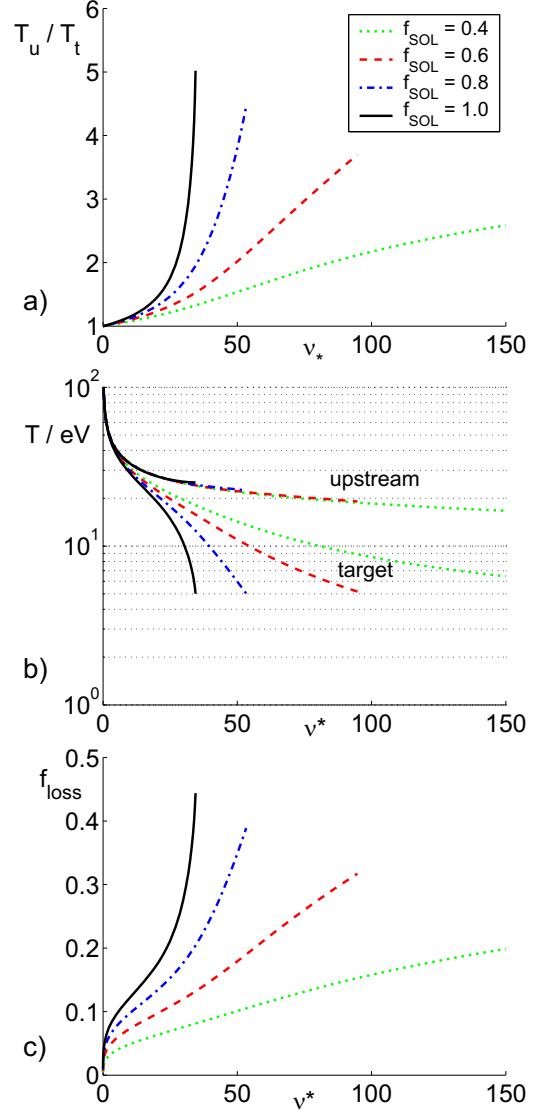 T_u / T_t
6
5
4
3
2
1
f_SOL = 0.4
f_SOL = 0.6
f_SOL = 0.8
f_SOL = 1.0
a)
0 50 100 150
ν_*
10^2
T / eV
10^1
10^0
upstream
target
b)
0 50 100 150
ν*
0.5
f_loss
0.4
0.3
0.2
0.1
0
c)
0 50 100 150
ν*